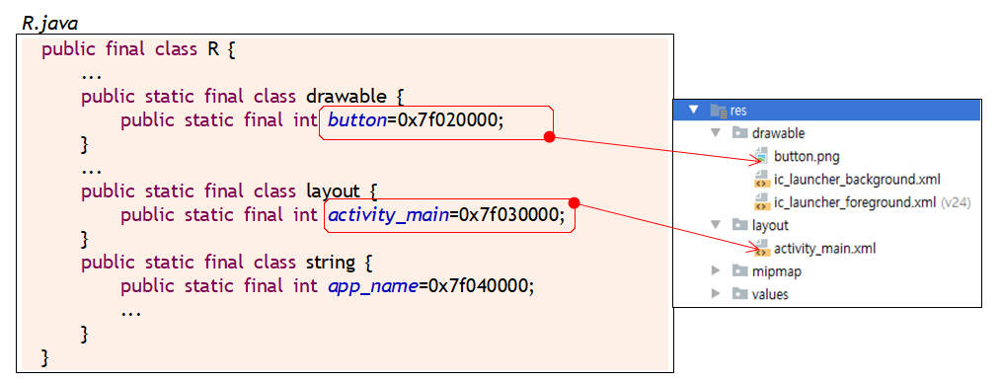 R.java
public final class R {
...
public static final class drawable {
public static final int button=0x7f020000;
}
...
public static final class layout {
public static final int activity_main=0x7f030000;
}
public static final class string {
public static final int app_name=0x7f040000;
...
}
}
res
drawable
button.png
ic_launcher_background.xml
ic_launcher_foreground.xml (v24)
layout
activity_main.xml
mipmap
values